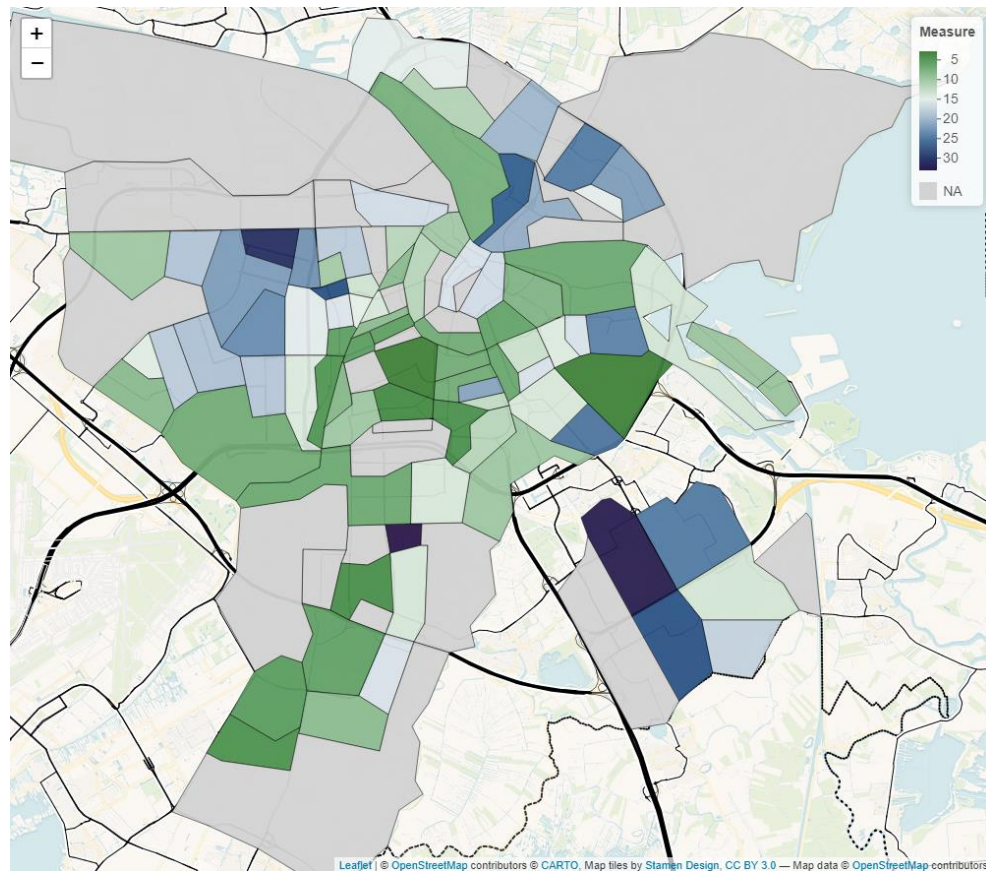 +
−
Measure
5
10
15
20
25
30
NA
Leaflet | © OpenStreetMap contributors © CARTO, Map tiles by Stamen Design, CC BY 3.0 — Map data © OpenStreetMap contributors